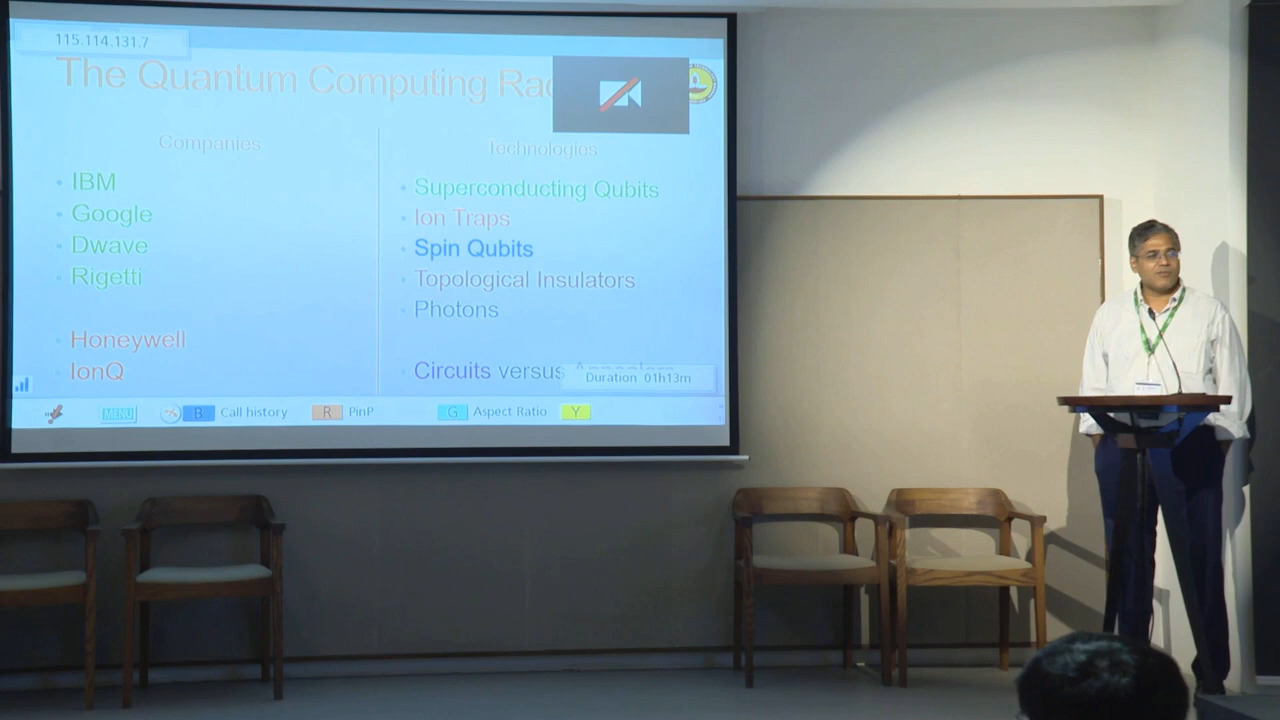 115.114.131.7
The Quantum Computing
Companies
IBM
Google
Dwave
Rigetti
Honeywell
IonQ
Technologies
Superconducting Qubits
Ion Traps
Spin Qubits
Topological Insulators
Photons
Circuits versus
Duration 01h13m
MENU B Call history R PinP G Aspect Ratio Y